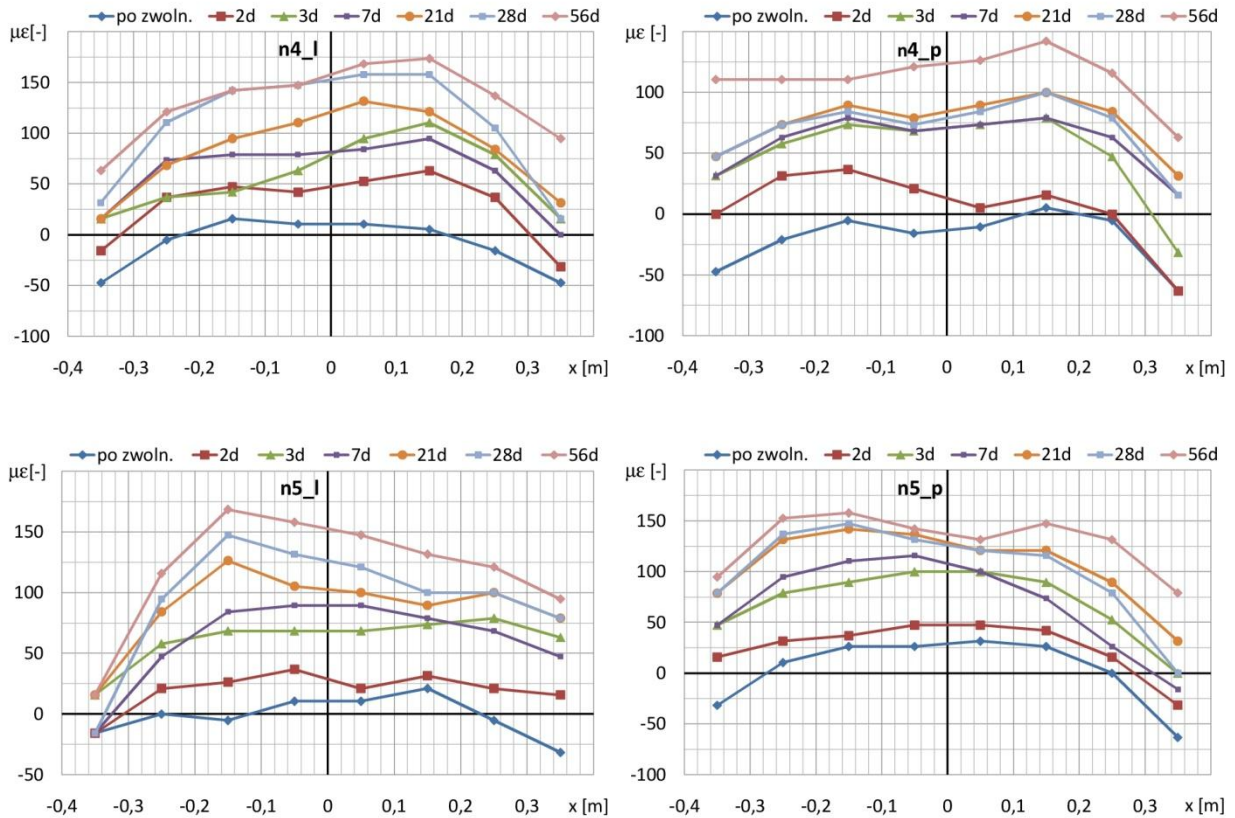 po zwoln. 2d 3d 7d 21d 28d 56d
με[-]
n4_l
150
100
50
0
-50
-100
-0,4 -0,3 -0,2 -0,1 0 0,1 0,2 0,3 x [m]
po zwoln. 2d 3d 7d 21d 28d 56d
με [-]
n4_p
100
50
0
-50
-100
-0,4 -0,3 -0,2 -0,1 0 0,1 0,2 0,3 x [m]
po zwoln. 2d 3d 7d 21d 28d 56d
με[-]
n5_l
150
100
50
0
-50
-0,4 -0,3 -0,2 -0,1 0 0,1 0,2 0,3 x [m]
po zwoln. 2d 3d 7d 21d 28d 56d
με [-]
n5_p
150
100
50
0
-50
-100
-0,4 -0,3 -0,2 -0,1 0 0,1 0,2 0,3 x [m]